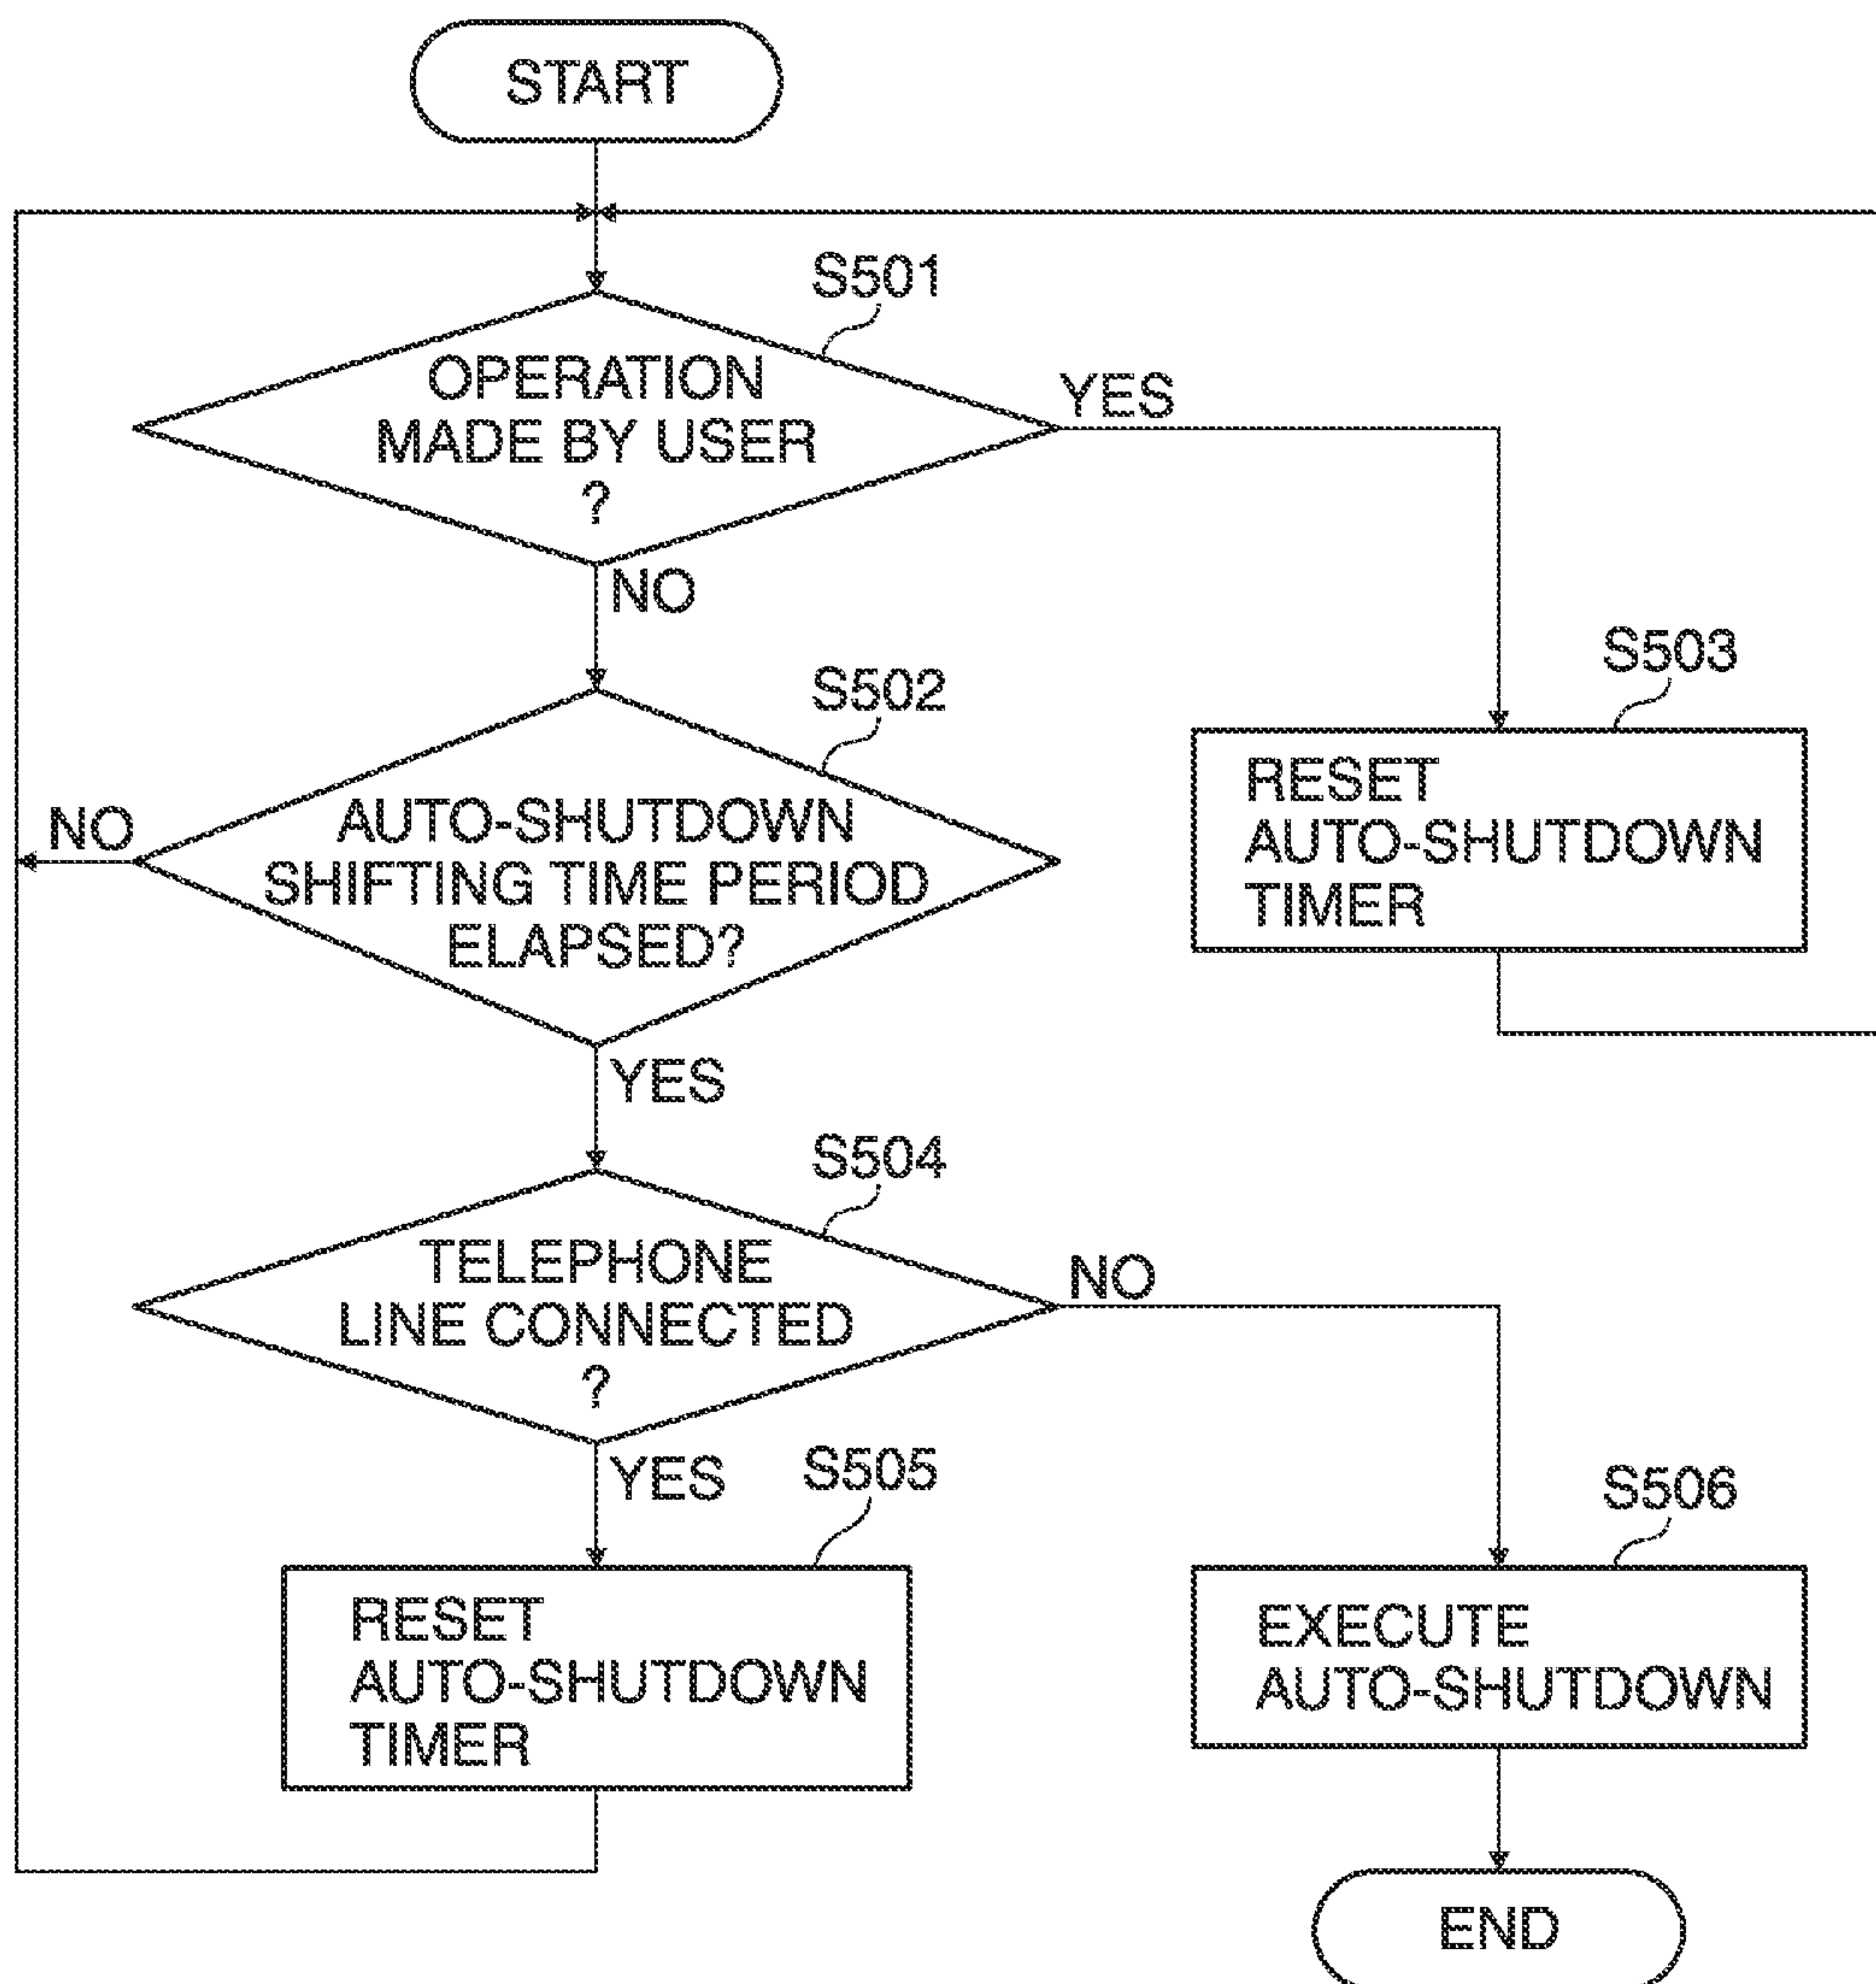 START
S501
OPERATION
MADE BY USER
?
YES
NO
S502
AUTO-SHUTDOWN
SHIFTING TIME PERIOD
ELAPSED?
NO
YES
S503
RESET
AUTO-SHUTDOWN
TIMER
S504
TELEPHONE
LINE CONNECTED
?
NO
YES
S505
RESET
AUTO-SHUTDOWN
TIMER
S506
EXECUTE
AUTO-SHUTDOWN
END